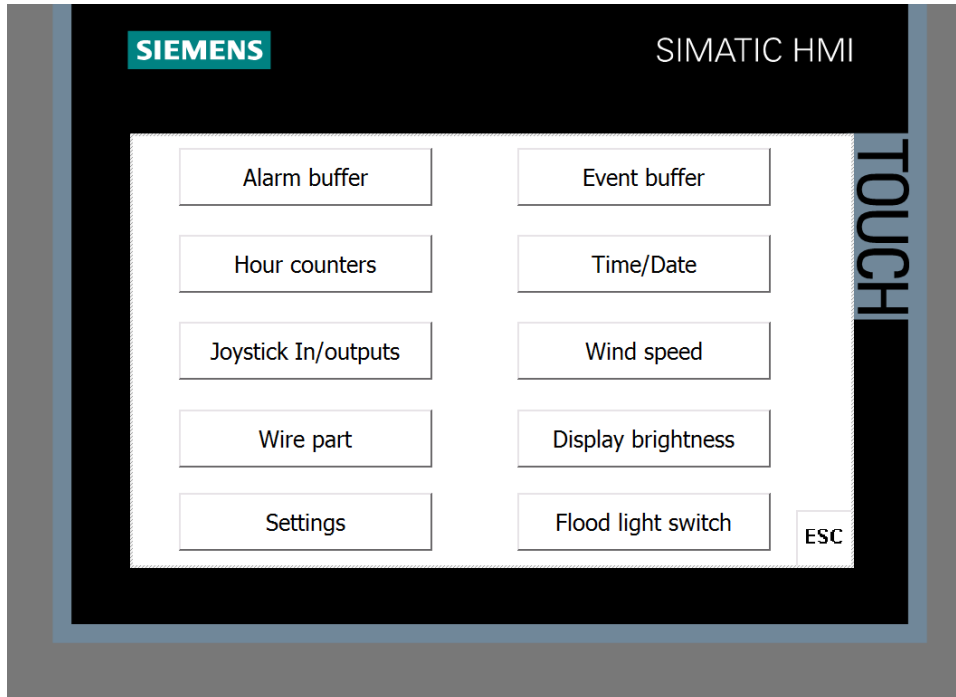 SIEMENS
SIMATIC HMI
TOUCH
Alarm buffer
Event buffer
Hour counters
Time/Date
Joystick In/outputs
Wind speed
Wire part
Display brightness
Settings
Flood light switch
ESC